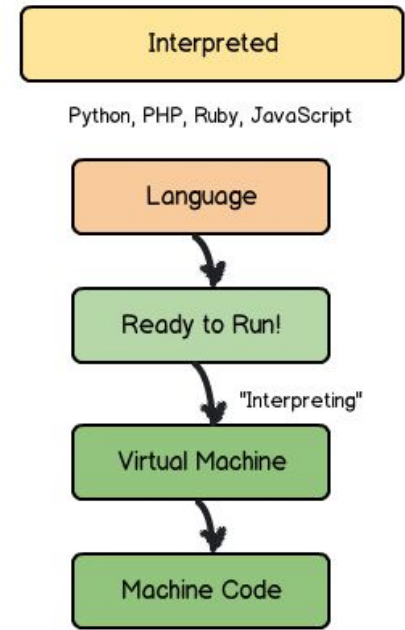 Interpreted
Python, PHP, Ruby, JavaScript
Language
Ready to Run!
"Interpreting"
Virtual Machine
Machine Code